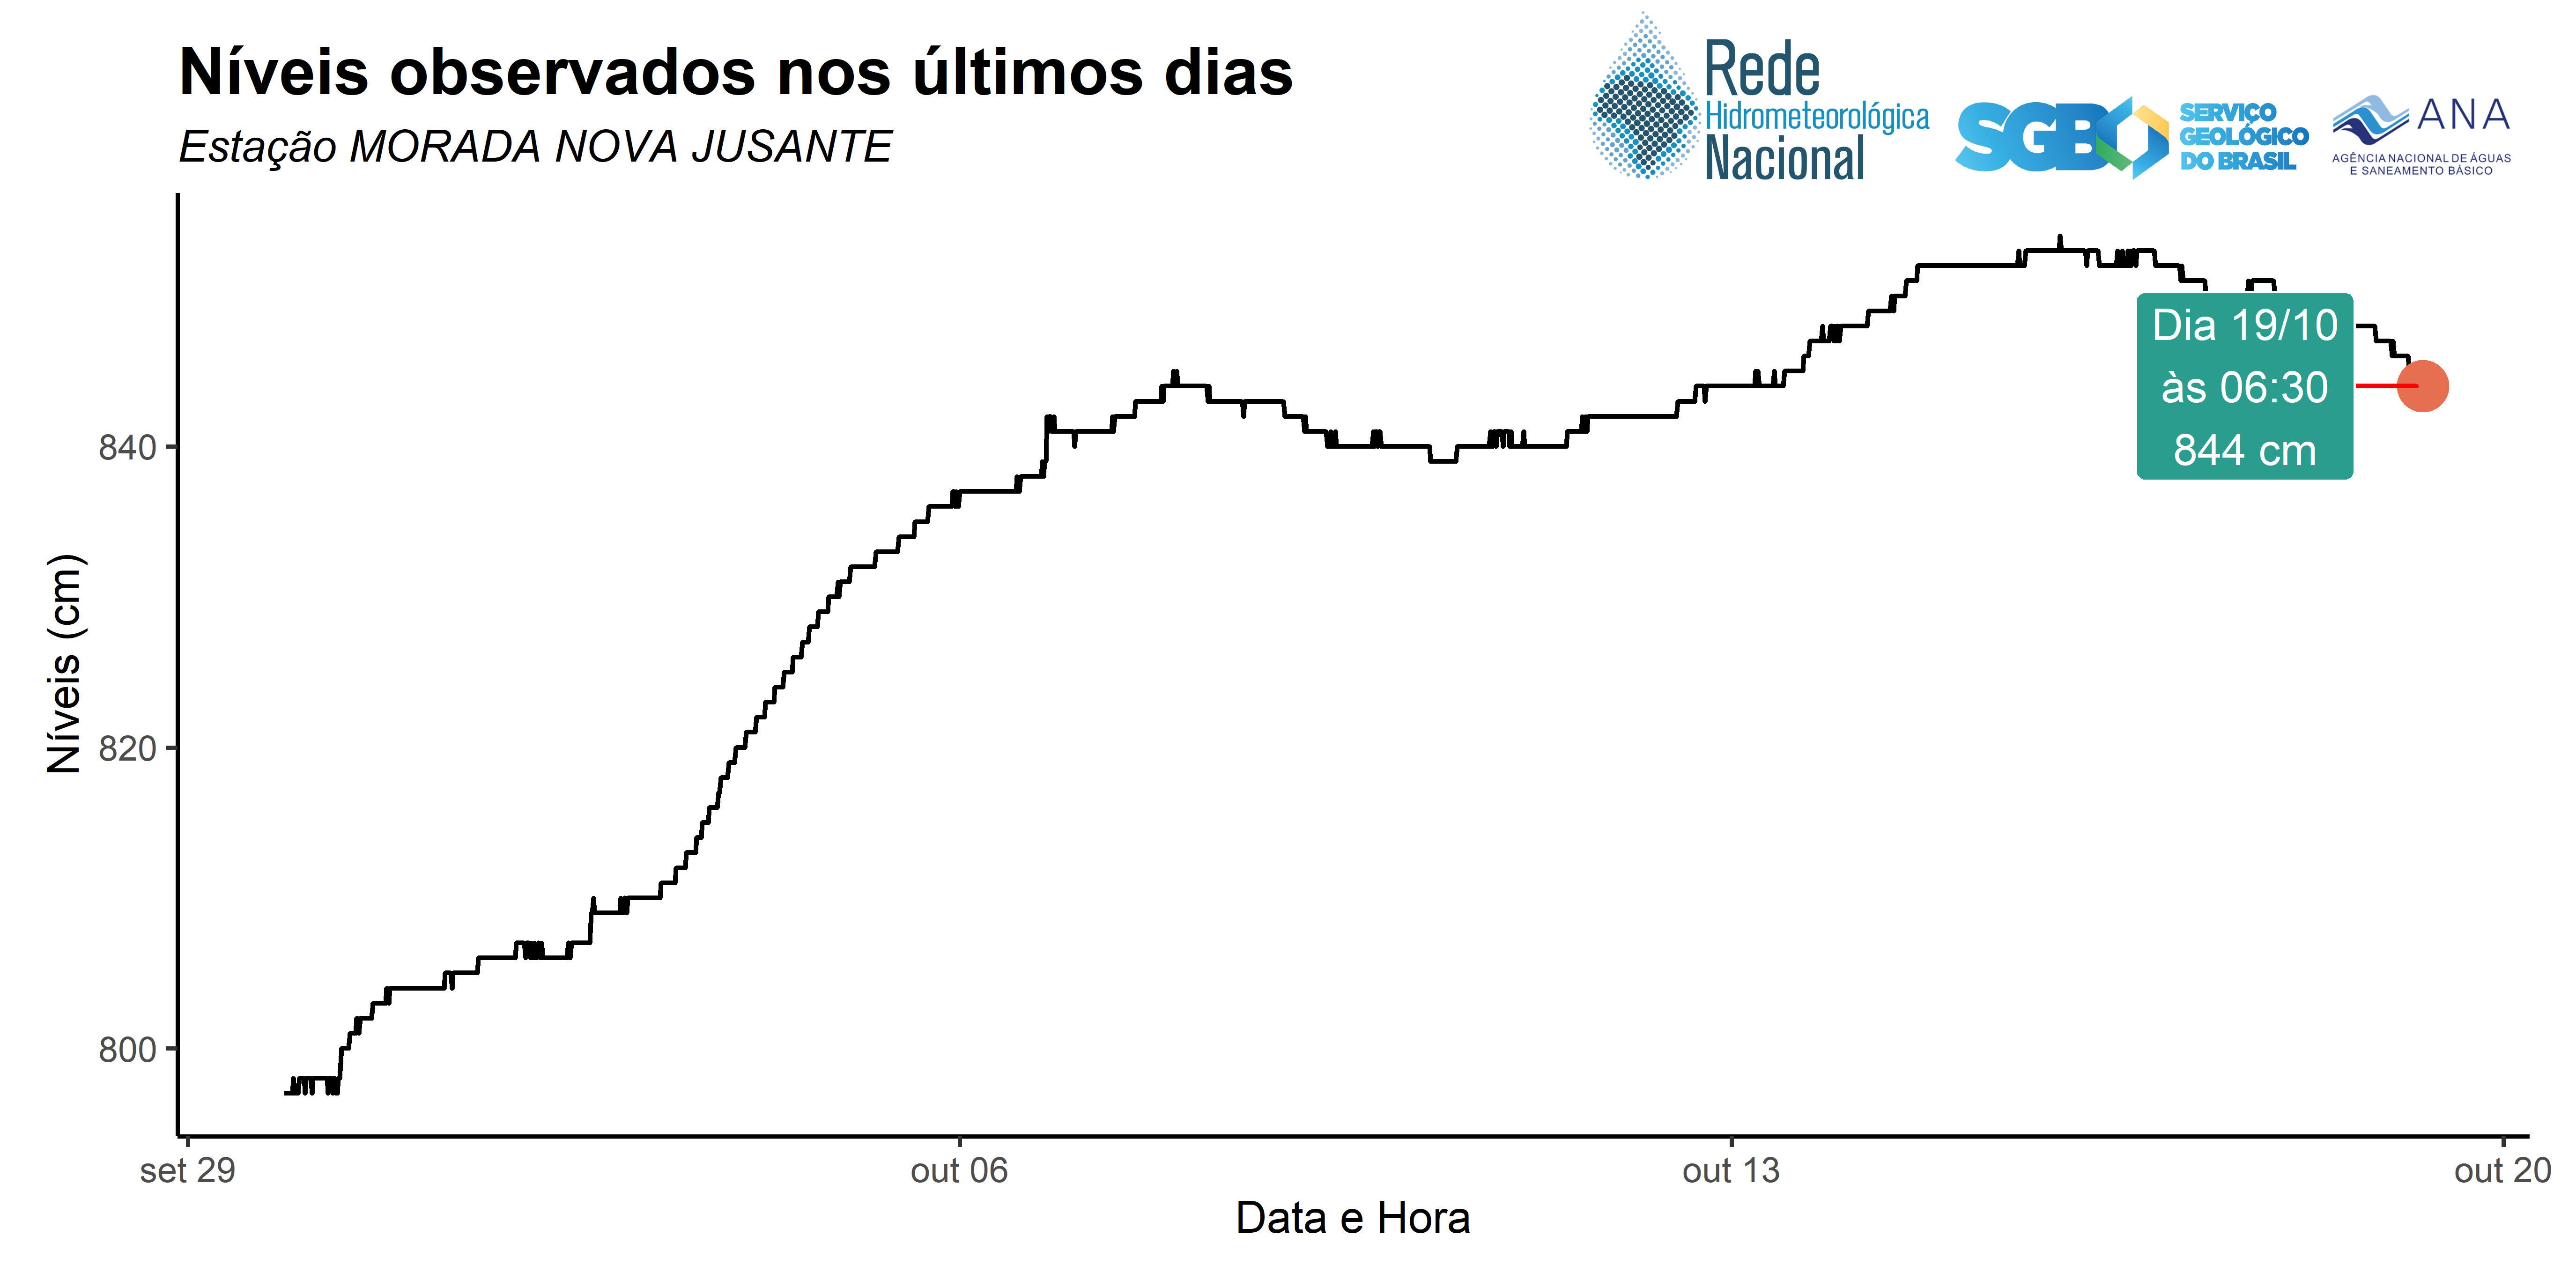 Níveis observados nos últimos dias
Estação MORADA NOVA JUSANTE
Rede
Hidrometeorológica
Nacional
SGB
SERVIÇO
GEOLÓGICO
DO BRASIL
ANA
AGÊNCIA NACIONAL DE ÁGUAS
E SANEAMENTO BÁSICO
Dia 19/10
às 06:30
844 cm
Níveis (cm)
840
820
800
set 29
out 06
out 13
out 20
Data e Hora